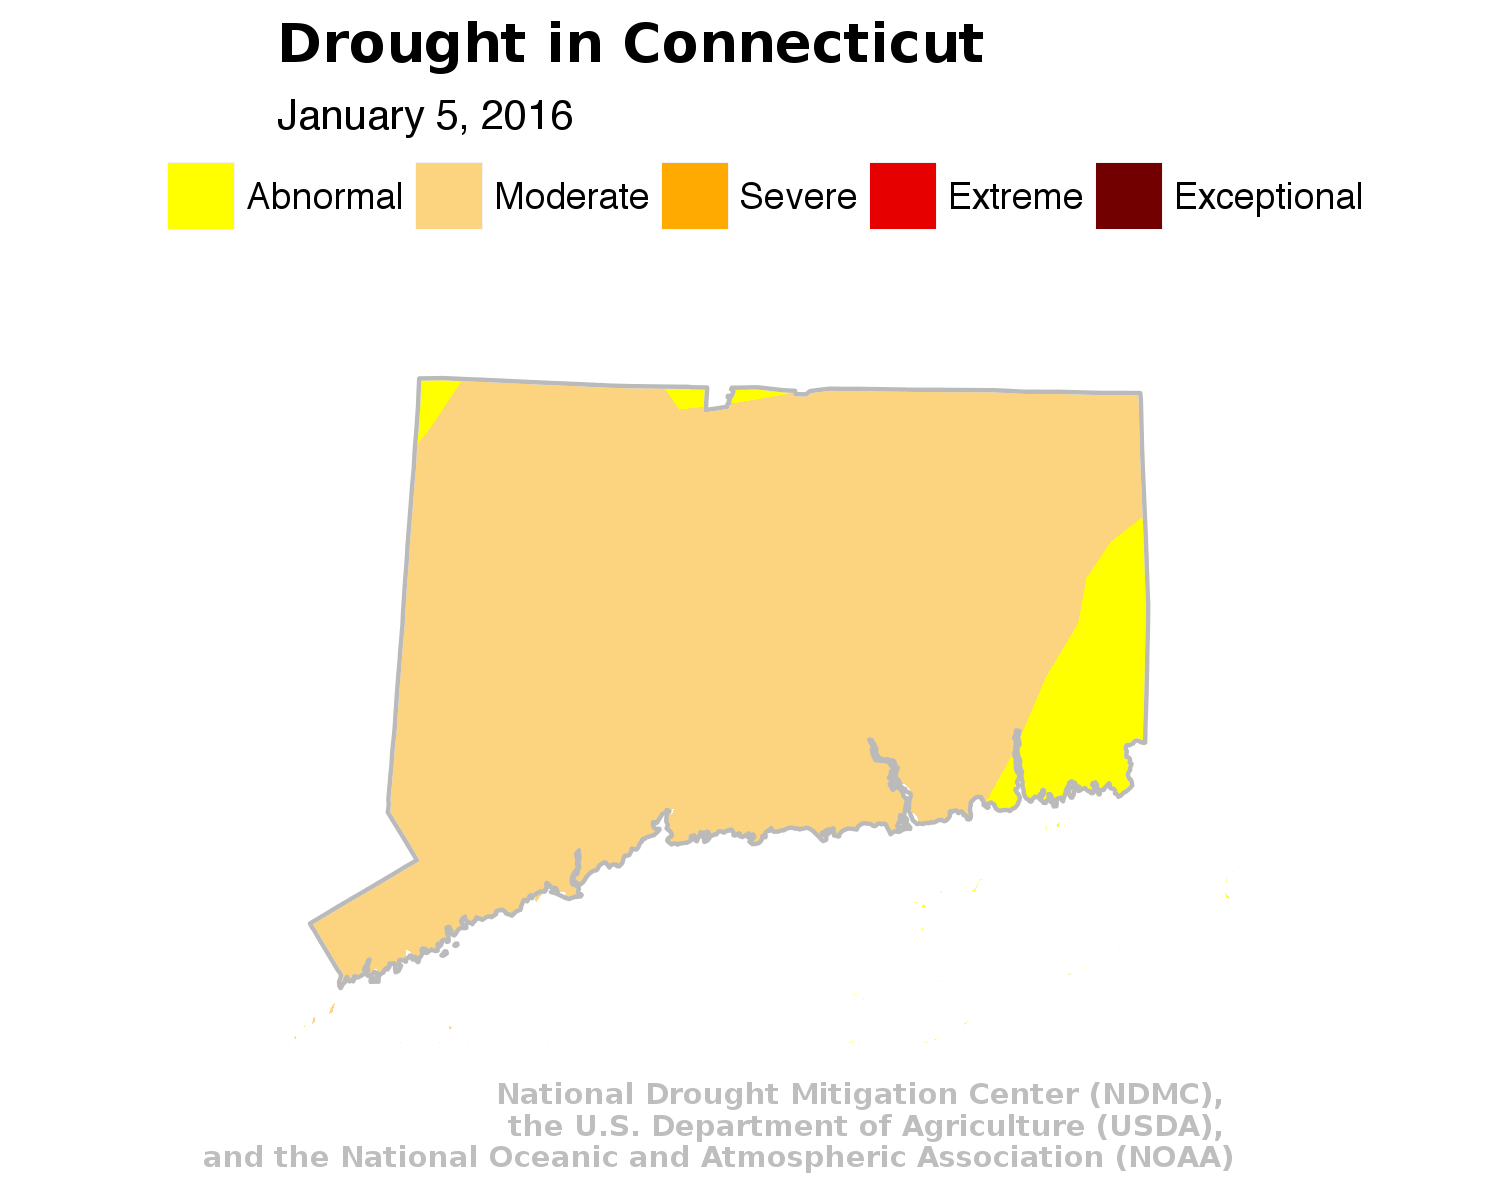 Drought in Connecticut
January 5, 2016
Abnormal Moderate Severe Extreme Exceptional
National Drought Mitigation Center (NDMC),
the U.S. Department of Agriculture (USDA),
and the National Oceanic and Atmospheric Association (NOAA)